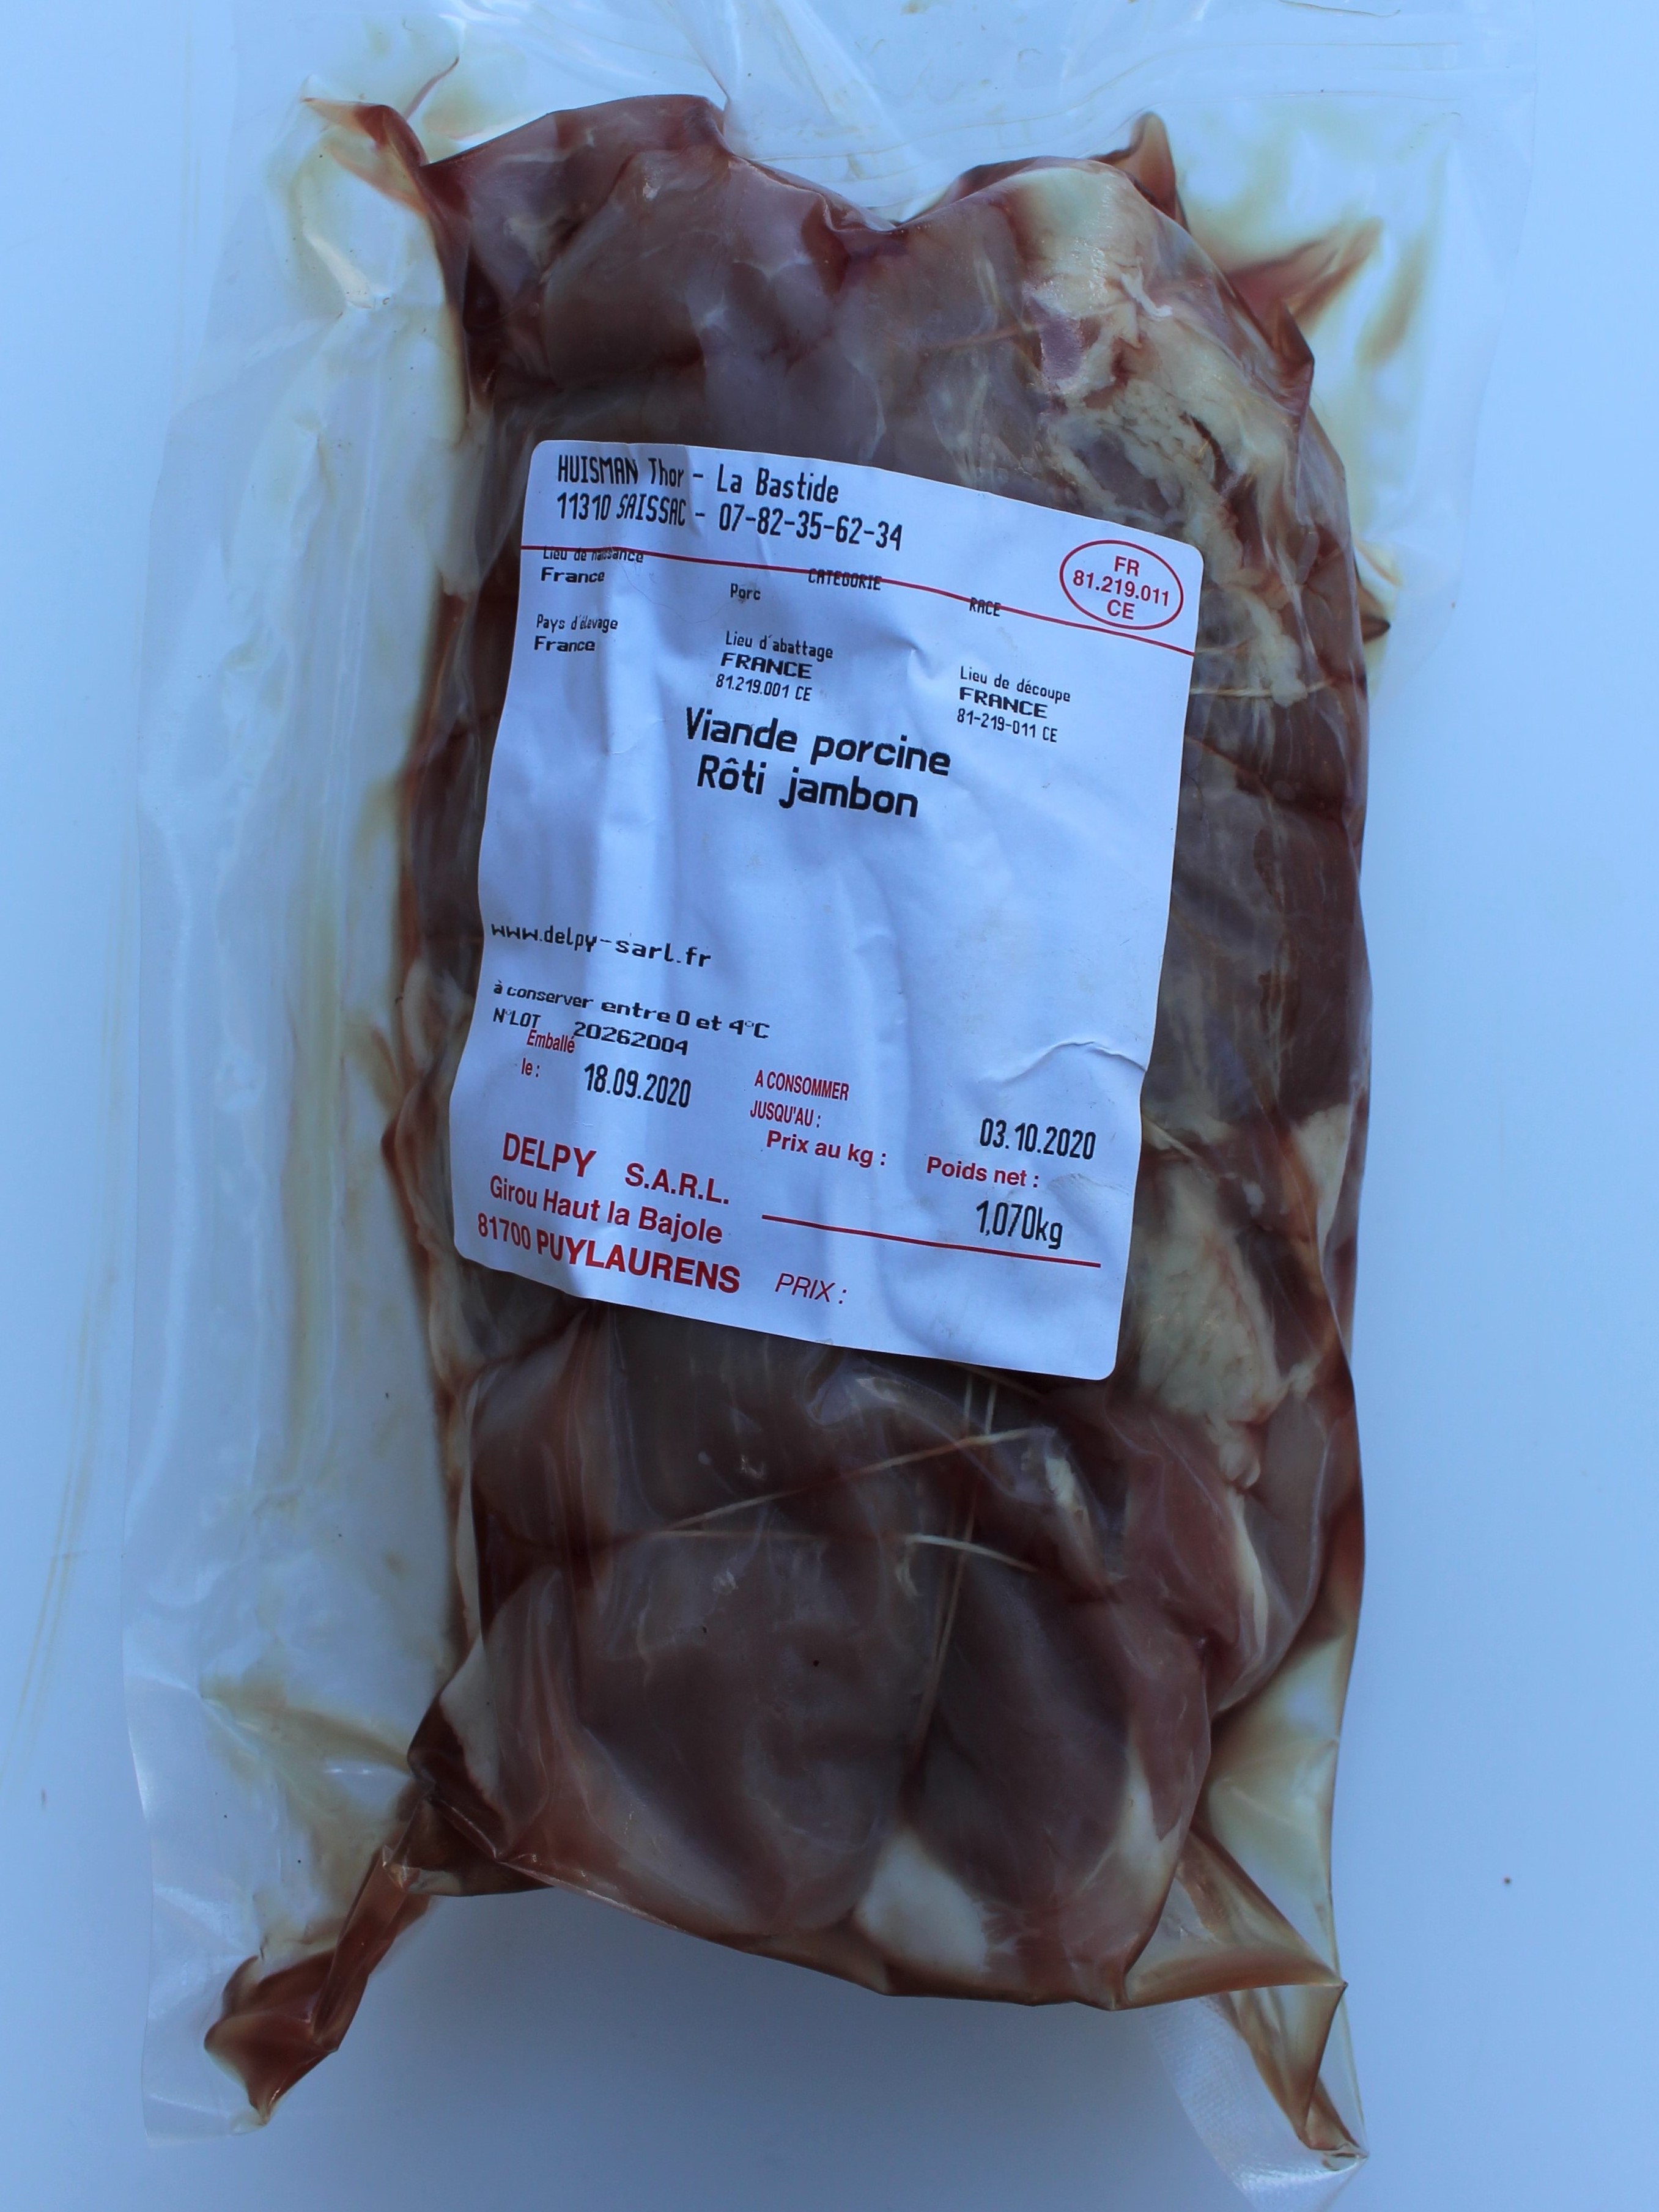 HUISMAN Thor - La Bastide
11310 SAISSAC - 07-82-35-62-34
FR
81.219.011
CE
Lieu de naissance
France
CATEGORIE
Porc
RACE
Pays d'élevage
France
Lieu d'abattage
FRANCE
81.219.001 CE
Lieu de découpe
FRANCE
81-219-011 CE
Viande porcine
Rôti jambon
www.delpy-sarl.fr
à conserver entre 0 et 4°C
N°LOT 20262004
Emballé
le : 18.09.2020
A CONSOMMER
JUSQU'AU : 03.10.2020
Prix au kg : Poids net :
1,070kg
DELPY S.A.R.L.
Girou Haut la Bajole
81700 PUYLAURENS
PRIX :